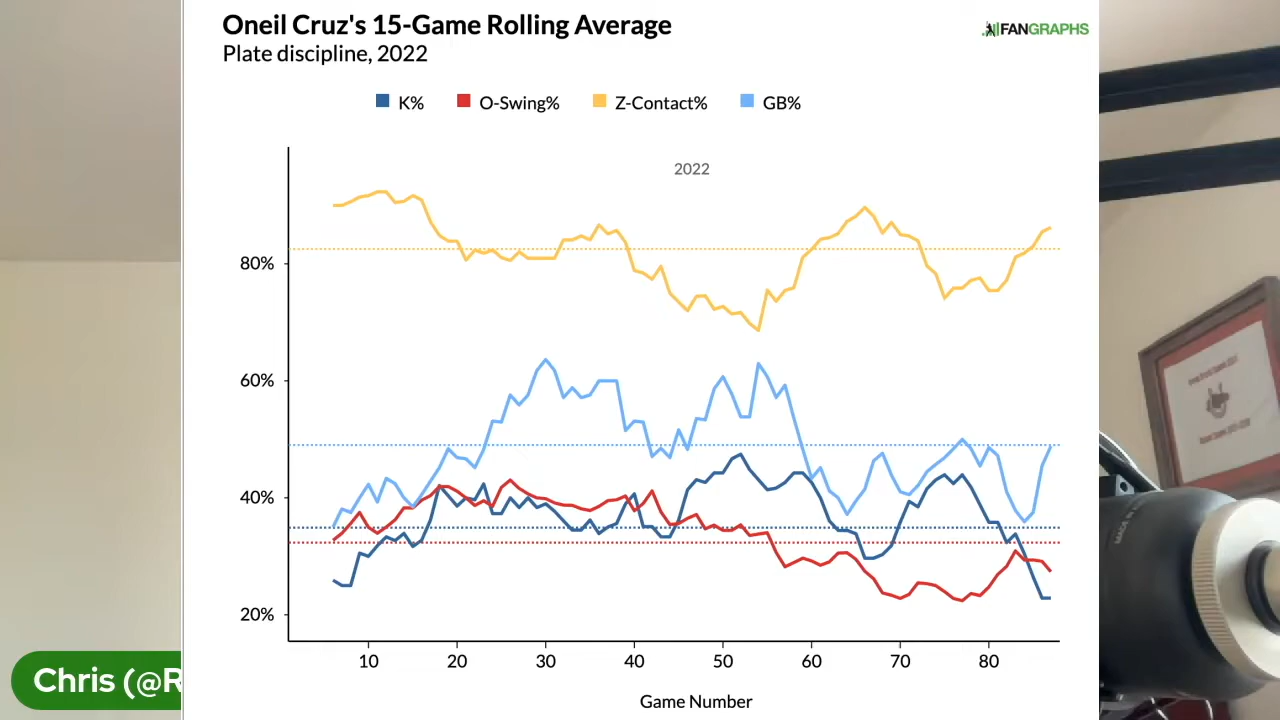 Oneil Cruz's 15-Game Rolling Average
FANGRAPHS
Plate discipline, 2022
K% O-Swing% Z-Contact% GB%
2022
80%
60%
40%
20%
10 20 30 40 50 60 70 80
Game Number
Chris (@R